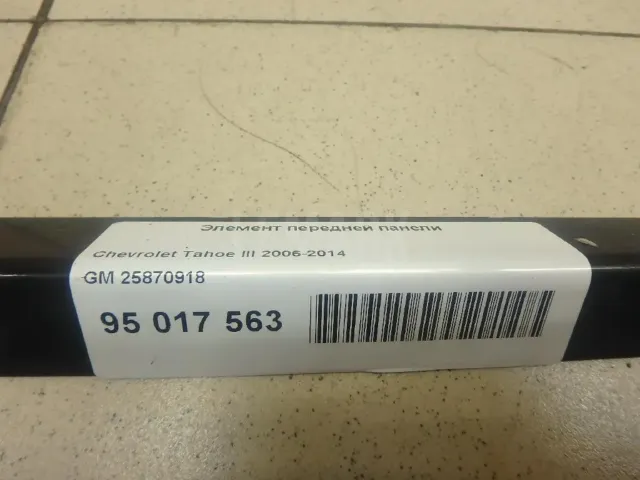 Элемент передней панели
Chevrolet Tahoe III 2006-2014
GM 25870918
95 017 563